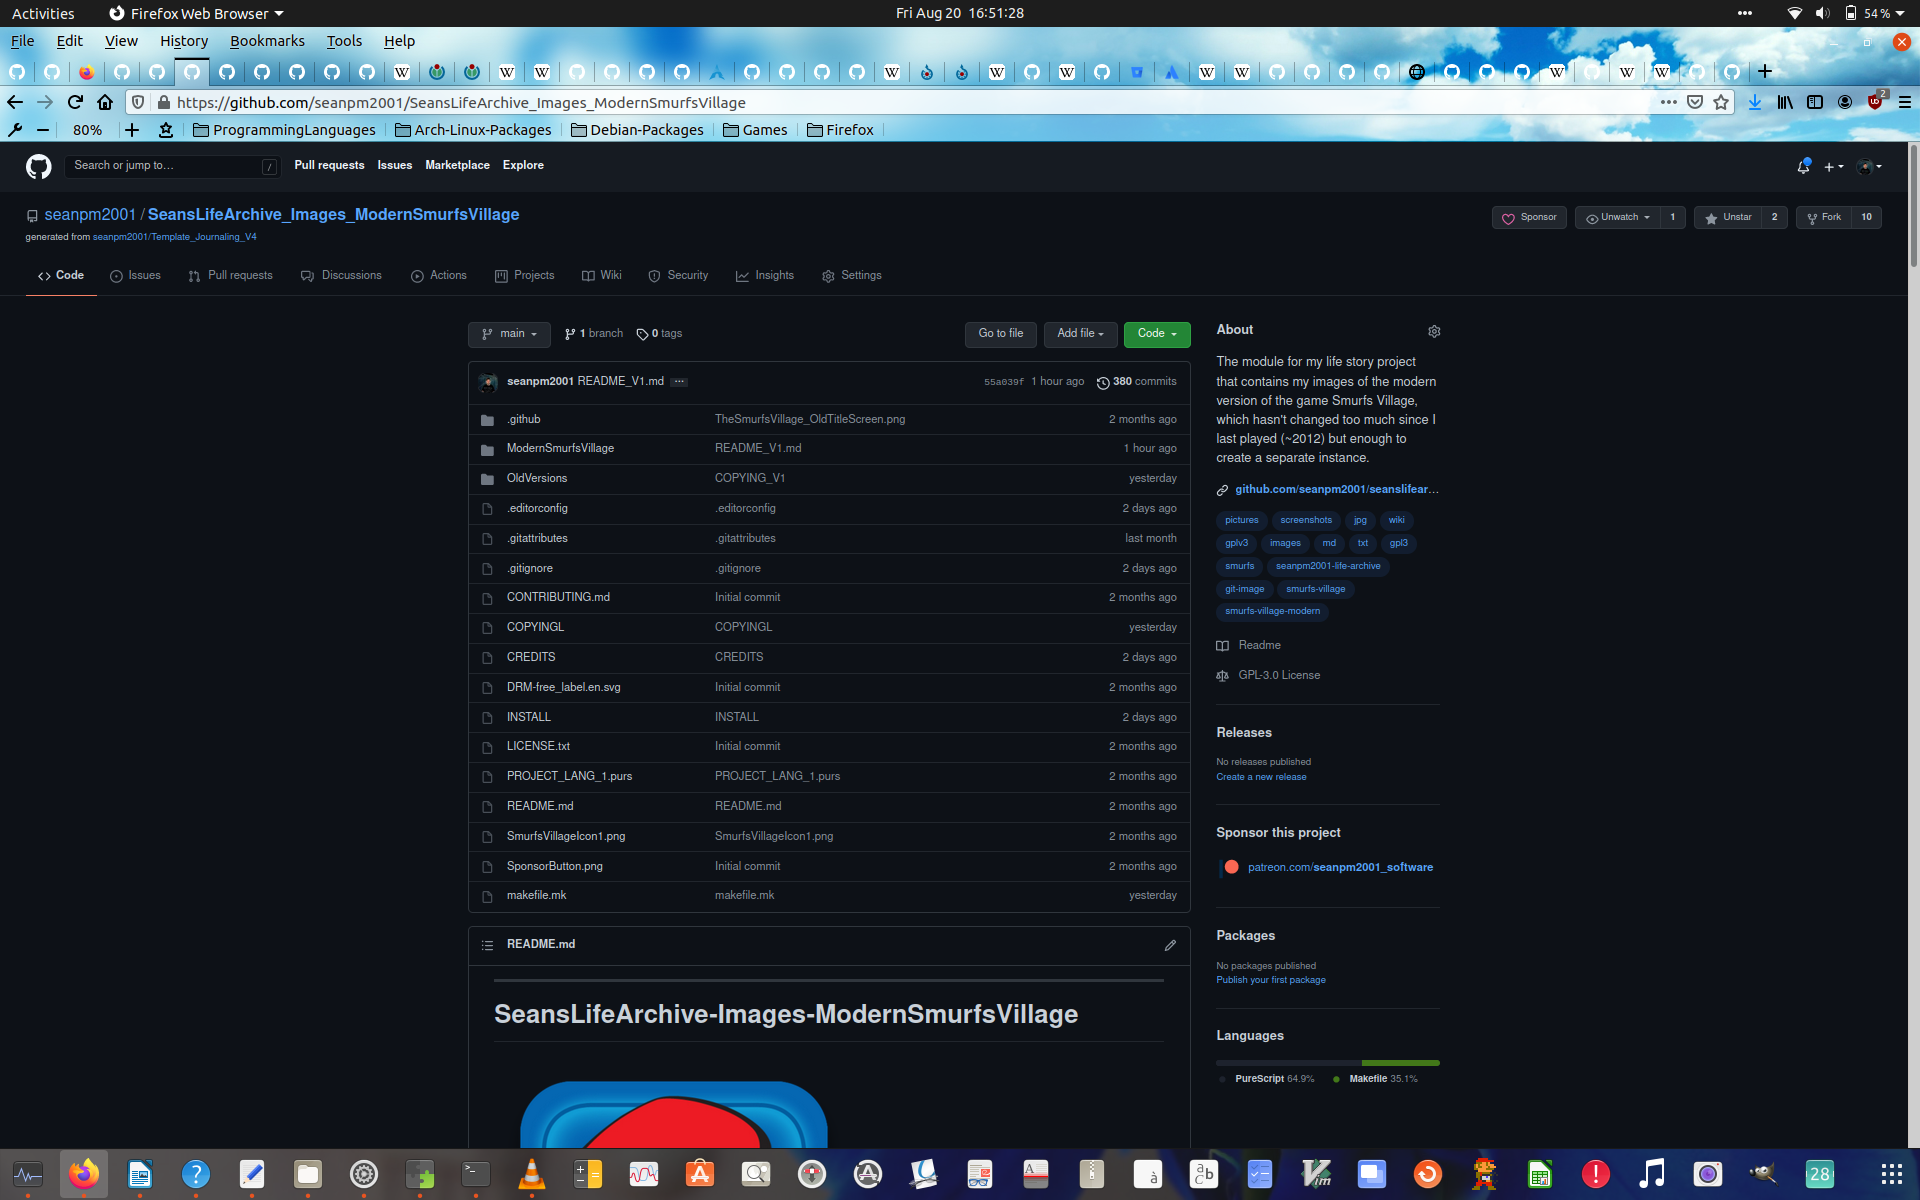 Activities Firefox Web Browser Fri Aug 20 16:51:28 54 %
File Edit View History Bookmarks Tools Help
https://github.com/seanpm2001/SeansLifeArchive_Images_ModernSmurfsVillage 2
80% ProgrammingLanguages Arch-Linux-Packages Debian-Packages Games Firefox
Search or jump to… / Pull requests Issues Marketplace Explore
seanpm2001 / SeansLifeArchive_Images_ModernSmurfsVillage Sponsor Unwatch 1 Unstar 2 Fork 10
generated from seanpm2001/Template_Journaling_V4
Code Issues Pull requests Discussions Actions Projects Wiki Security Insights Settings
main 1 branch 0 tags Go to file Add file Code
seanpm2001 README_V1.md 55a039f 1 hour ago 380 commits
.github TheSmurfsVillage_OldTitleScreen.png 2 months ago
ModernSmurfsVillage README_V1.md 1 hour ago
OldVersions COPYING_V1 yesterday
.editorconfig .editorconfig 2 days ago
.gitattributes .gitattributes last month
.gitignore .gitignore 2 days ago
CONTRIBUTING.md Initial commit 2 months ago
COPYINGL COPYINGL yesterday
CREDITS CREDITS 2 days ago
DRM-free_label.en.svg Initial commit 2 months ago
INSTALL INSTALL 2 days ago
LICENSE.txt Initial commit 2 months ago
PROJECT_LANG_1.purs PROJECT_LANG_1.purs 2 months ago
README.md README.md 2 months ago
SmurfsVillageIcon1.png SmurfsVillageIcon1.png 2 months ago
SponsorButton.png Initial commit 2 months ago
makefile.mk makefile.mk yesterday
README.md
SeansLifeArchive-Images-ModernSmurfsVillage
About
The module for my life story project
that contains my images of the modern
version of the game Smurfs Village,
which hasn't changed too much since I
last played (~2012) but enough to
create a separate instance.
github.com/seanpm2001/seanslifear…
pictures screenshots jpg wiki
gplv3 images md txt gpl3
smurfs seanpm2001-life-archive
git-image smurfs-village
smurfs-village-modern
Readme
GPL-3.0 License
Releases
No releases published
Create a new release
Sponsor this project
patreon.com/seanpm2001_software
Packages
No packages published
Publish your first package
Languages
PureScript 64.9% Makefile 35.1%
28